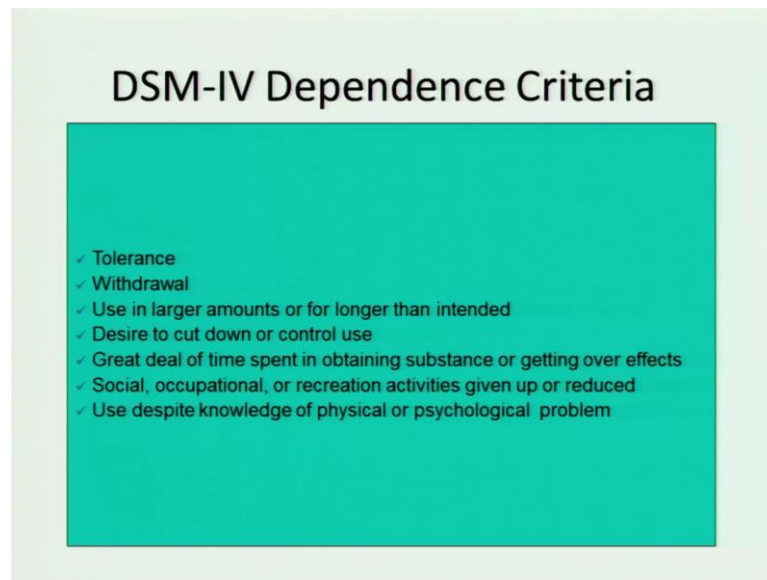 DSM-IV Dependence Criteria
✓ Tolerance
✓ Withdrawal
✓ Use in larger amounts or for longer than intended
✓ Desire to cut down or control use
✓ Great deal of time spent in obtaining substance or getting over effects
✓ Social, occupational, or recreation activities given up or reduced
✓ Use despite knowledge of physical or psychological problem